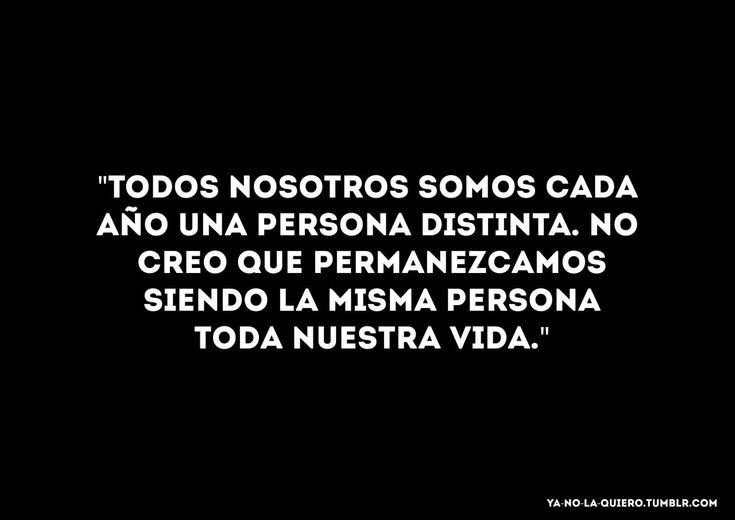 "TODOS NOSOTROS SOMOS CADA
AÑO UNA PERSONA DISTINTA. NO
CREO QUE PERMANEZCAMOS
SIENDO LA MISMA PERSONA
TODA NUESTRA VIDA."
YA-NO-LA-QUIERO.TUMBLR.COM